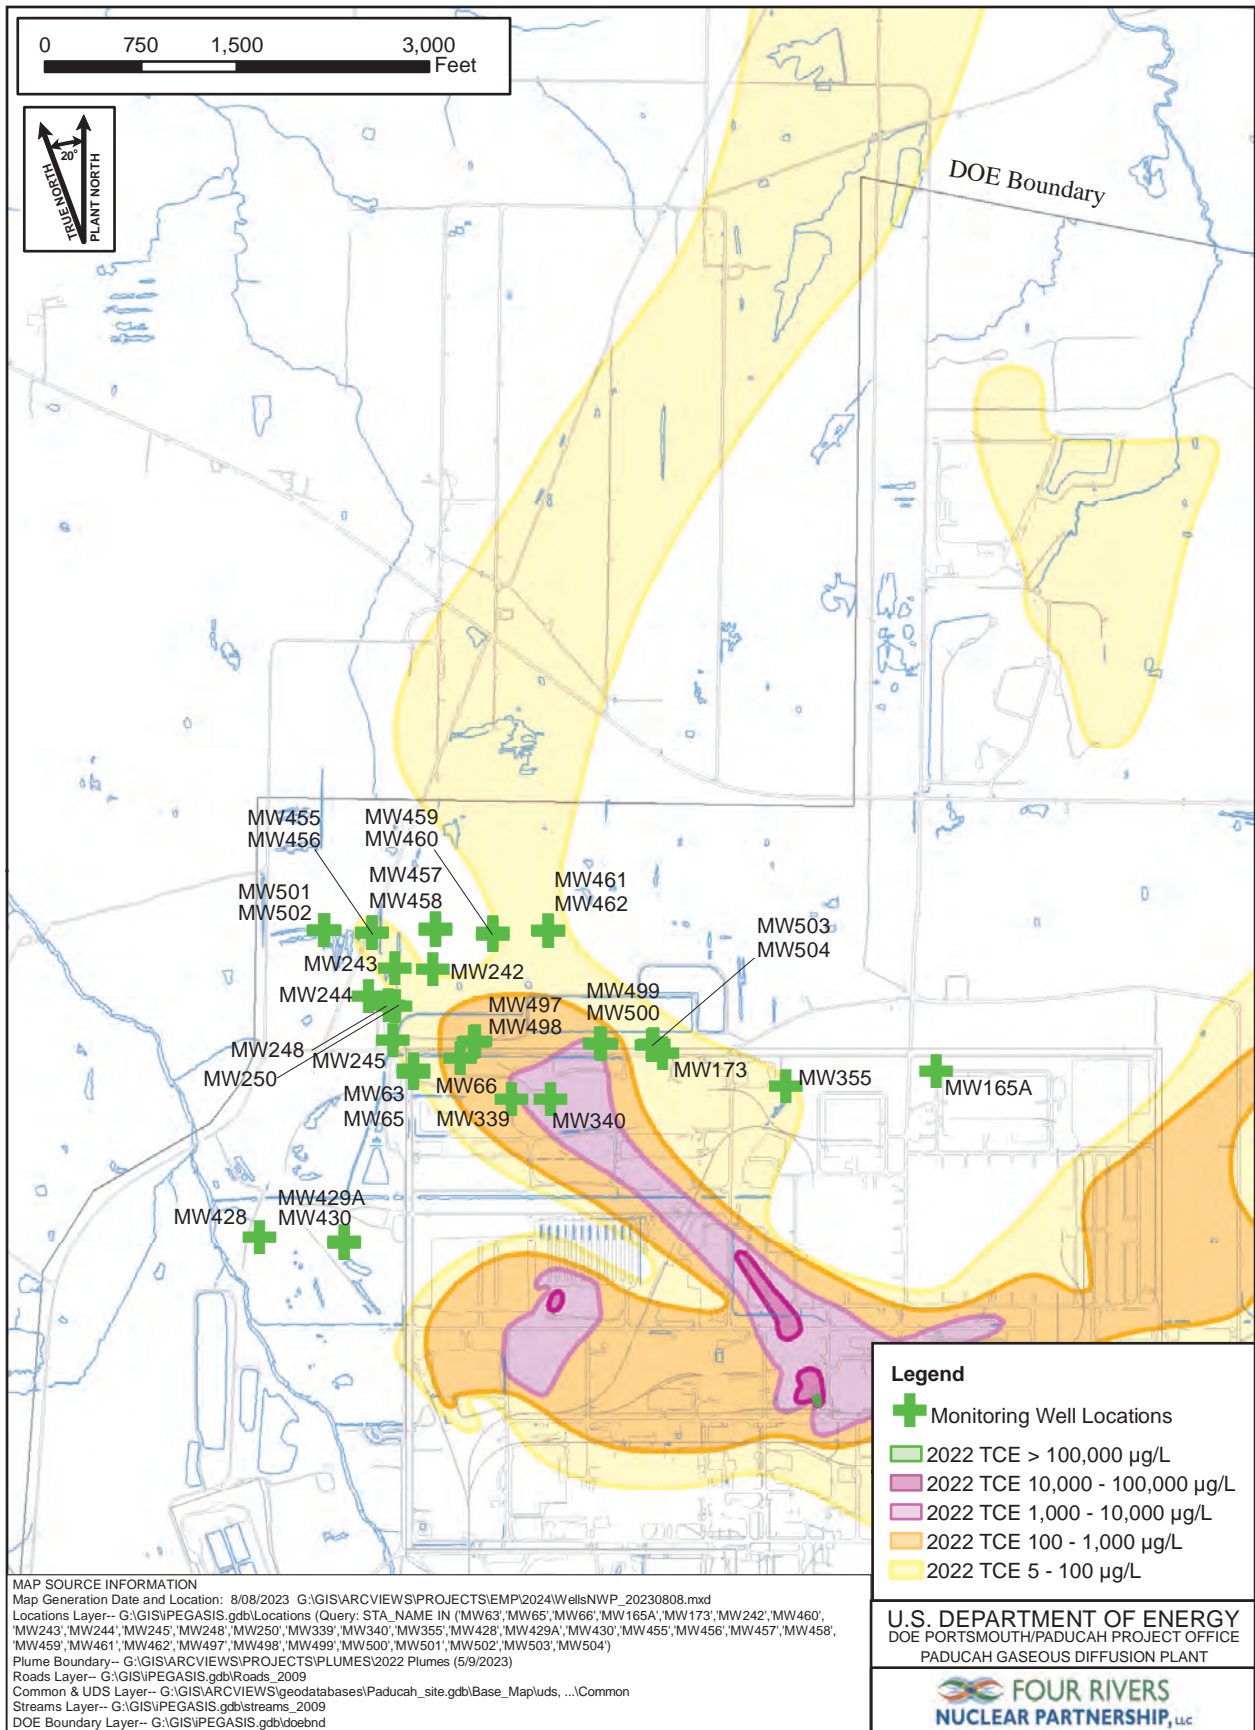 0 750 1,500 3,000
Feet
20°
TRUE NORTH
PLANT NORTH
DOE Boundary
MW455
MW456
MW459
MW460
MW457
MW458
MW461
MW462
MW501
MW502
MW503
MW504
MW243
MW242
MW244
MW497
MW498
MW499
MW500
MW248
MW245
MW250
MW173
MW66
MW63
MW65
MW339
MW340
MW355
MW165A
MW428
MW429A
MW430
Legend
Monitoring Well Locations
2022 TCE > 100,000 µg/L
2022 TCE 10,000 - 100,000 µg/L
2022 TCE 1,000 - 10,000 µg/L
2022 TCE 100 - 1,000 µg/L
2022 TCE 5 - 100 µg/L
MAP SOURCE INFORMATION
Map Generation Date and Location: 8/08/2023 G:\GIS\ARCVIEWS\PROJECTS\EMP\2024\WellsNWP_20230808.mxd
Locations Layer-- G:\GIS\iPEGASIS.gdb\Locations (Query: STA_NAME IN ('MW63','MW65','MW66','MW165A','MW173','MW242','MW460',
'MW243','MW244','MW245','MW248','MW250','MW339','MW340','MW355','MW428','MW429A','MW430','MW455','MW456','MW457','MW458',
'MW459','MW461','MW462','MW497','MW498','MW499','MW500','MW501','MW502','MW503','MW504')
Plume Boundary-- G:\GIS\ARCVIEWS\PROJECTS\PLUMES\2022 Plumes (5/9/2023)
Roads Layer-- G:\GIS\iPEGASIS.gdb\Roads_2009
Common & UDS Layer-- G:\GIS\ARCVIEWS\geodatabases\Paducah_site.gdb\Base_Map\uds, ...\Common
Streams Layer-- G:\GIS\iPEGASIS.gdb\streams_2009
DOE Boundary Layer-- G:\GIS\iPEGASIS.gdb\doebnd
U.S. DEPARTMENT OF ENERGY
DOE PORTSMOUTH/PADUCAH PROJECT OFFICE
PADUCAH GASEOUS DIFFUSION PLANT
FOUR RIVERS
NUCLEAR PARTNERSHIP, LLC